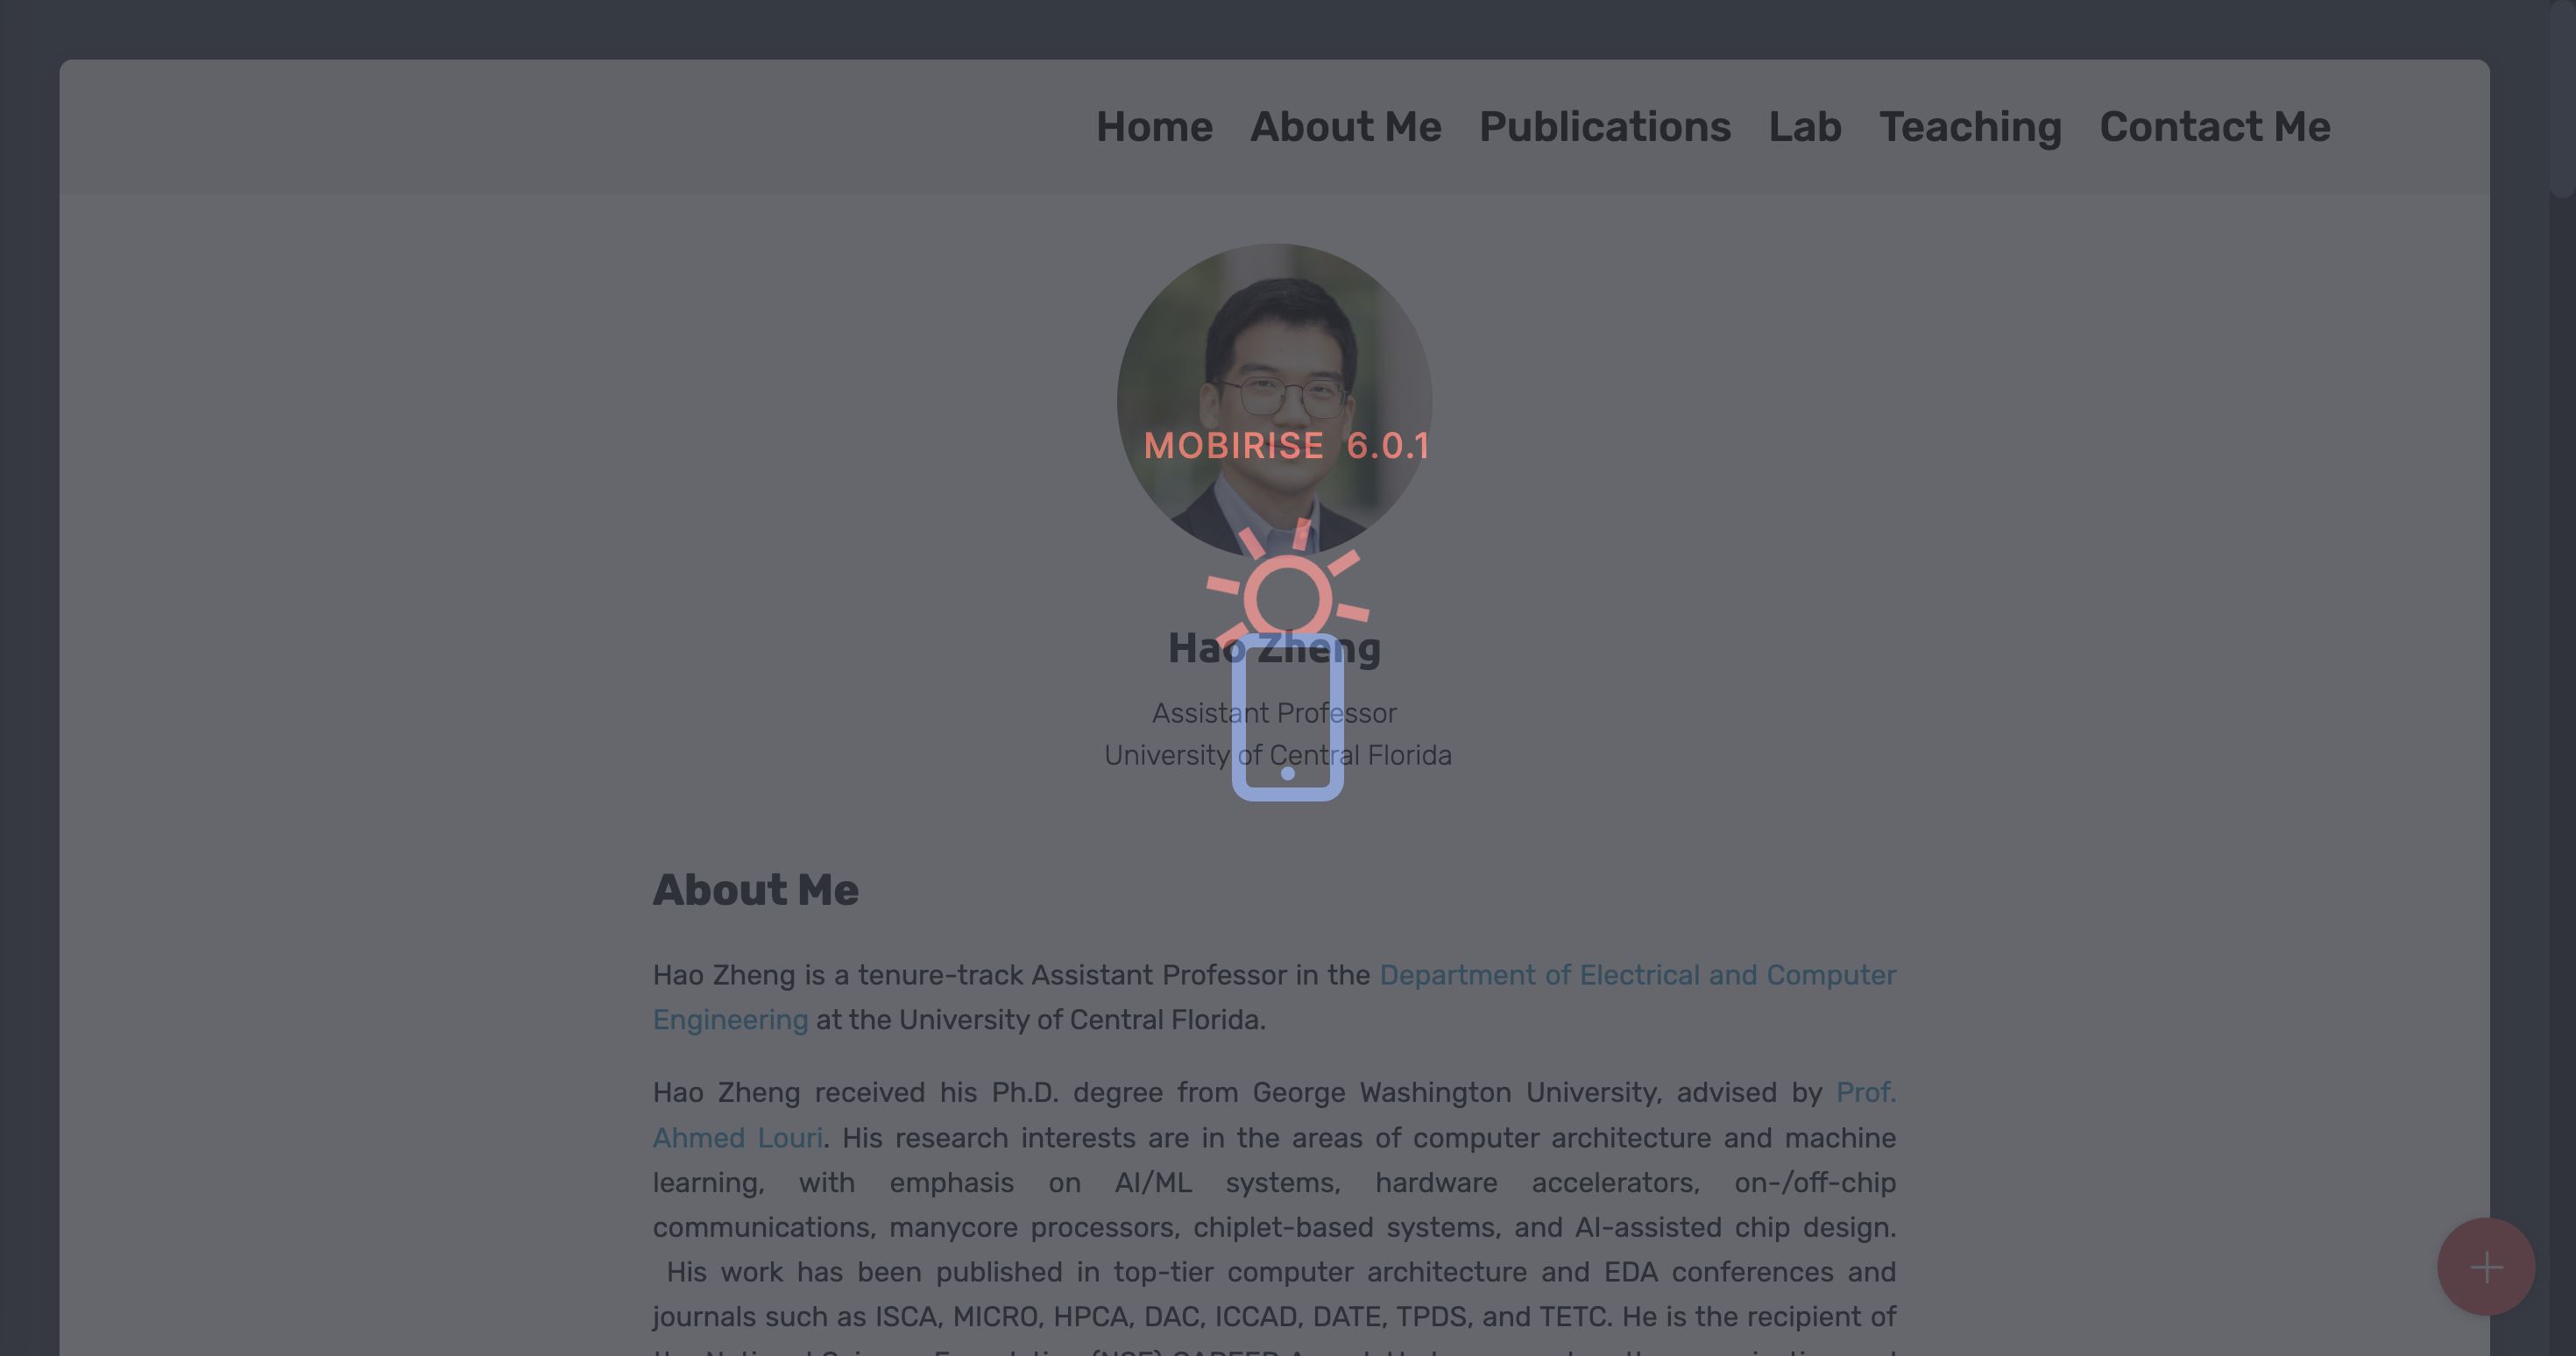 Home About Me Publications Lab Teaching Contact Me
MOBIRISE 6.0.1
Hao Zheng
Assistant Professor
University of Central Florida
About Me
Hao Zheng is a tenure-track Assistant Professor in the Department of Electrical and Computer
Engineering at the University of Central Florida.
Hao Zheng received his Ph.D. degree from George Washington University, advised by Prof.
Ahmed Louri. His research interests are in the areas of computer architecture and machine
learning, with emphasis on AI/ML systems, hardware accelerators, on-/off-chip
communications, manycore processors, chiplet-based systems, and AI-assisted chip design.
His work has been published in top-tier computer architecture and EDA conferences and
journals such as ISCA, MICRO, HPCA, DAC, ICCAD, DATE, TPDS, and TETC. He is the recipient of